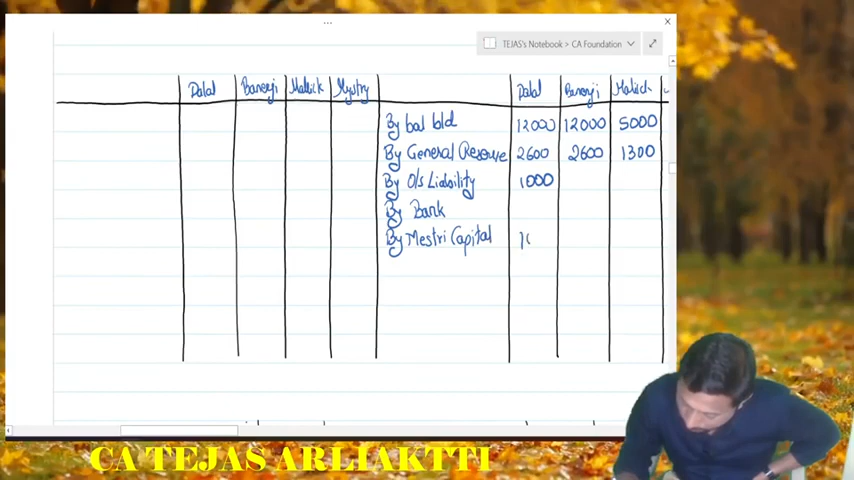 TEJAS's Notebook > CA Foundation
Dalal Banerji Mallick Mystry Dalal Banerji Mallick
By bal b/d 12000 12000 5000
By General Reserve 2600 2600 1300
By O/s Liability 1000
By Bank
By Mestri Capital
CA TEJAS ARLIAKTTI